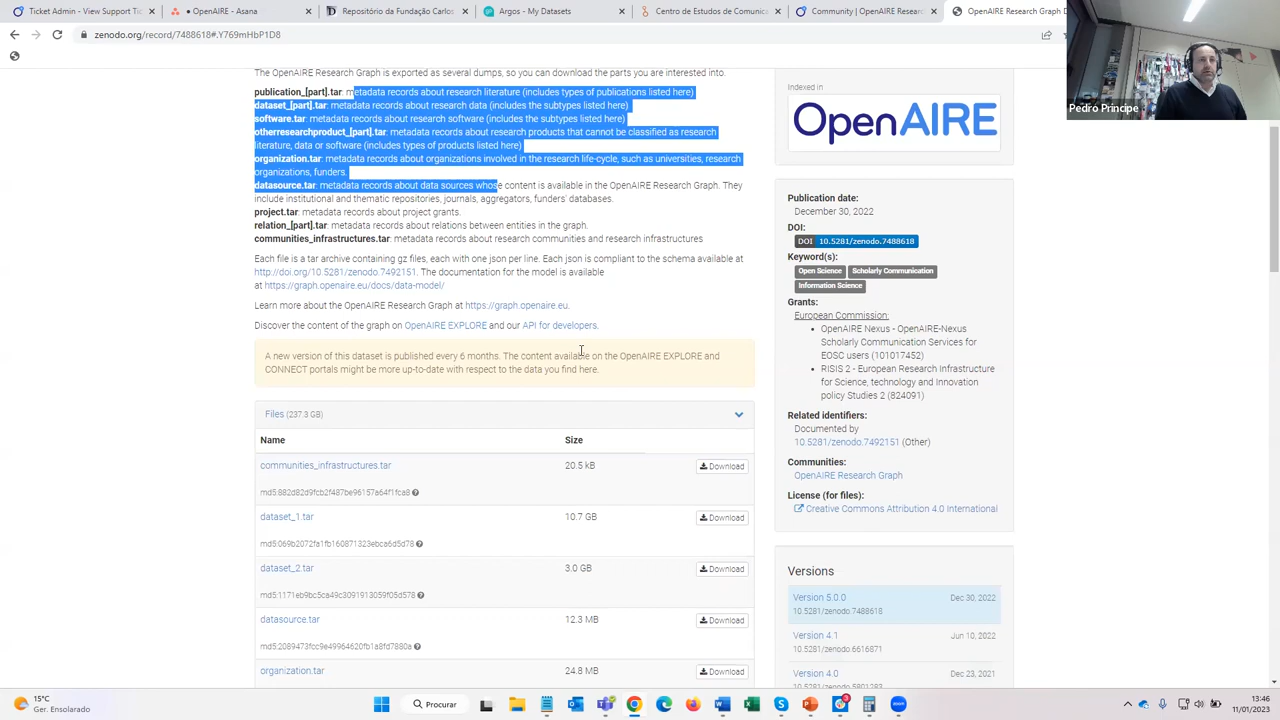 Ticket Admin - Support Ti
OpenAIRE - Asana
Repositório da Fundação Carlos
Argos - My Datasets
Centro de Estudos de Comunic
Community | OpenAIRE Resear
OpenAIRE Research Graph D
zenodo.org/record/7488618#.Y769mHbP1D8
The OpenAIRE Research Graph is exported as several dumps, so you can download the parts you are interested into.
publication_[part].tar: metadata records about research literature (includes types of publications listed here)
dataset_[part].tar: metadata records about research data (includes the subtypes listed here)
software.tar: metadata records about research software (includes the subtypes listed here)
otherresearchproduct_[part].tar: metadata records about research products that cannot be classified as research
literature, data or software (includes types of products listed here)
organization.tar: metadata records about organizations involved in the research life-cycle, such as universities, research
organizations, funders.
datasource.tar: metadata records about data sources whose content is available in the OpenAIRE Research Graph. They
include institutional and thematic repositories, journals, aggregators, funders' databases.
project.tar: metadata records about project grants.
relation_[part].tar: metadata records about relations between entities in the graph.
communities_infrastructures.tar: metadata records about research communities and research infrastructures
Each file is a tar archive containing gz files, each with one json per line. Each json is compliant to the schema available at
http://doi.org/10.5281/zenodo.7492151. The documentation for the model is available
at https://graph.openaire.eu/docs/data-model/
Learn more about the OpenAIRE Research Graph at https://graph.openaire.eu.
Discover the content of the graph on OpenAIRE EXPLORE and our API for developers.
A new version of this dataset is published every 6 months. The content available on the OpenAIRE EXPLORE and
CONNECT portals might be more up-to-date with respect to the data you find here.
Files (237.3 GB)
Name Size
communities_infrastructures.tar 20.5 kB Download
md5:882d82d9fcb2f487be96157a64f1fca8
dataset_1.tar 10.7 GB Download
md5:069b2072fa1fb160871323ebca6d5d78
dataset_2.tar 3.0 GB Download
md5:1171eb9bc5ca49c3091913059f05d578
datasource.tar 12.3 MB Download
md5:2089473fcc9e49964620fb1a8fd7880a
organization.tar 24.8 MB Download
Indexed in
OpenAIRE
Publication date:
December 30, 2022
DOI:
DOI 10.5281/zenodo.7488618
Keyword(s):
Open Science Scholarly Communication
Information Science
Grants:
European Commission:
OpenAIRE Nexus - OpenAIRE-Nexus
Scholarly Communication Services for
EOSC users (101017452)
RISIS 2 - European Research Infrastructure
for Science, technology and Innovation
policy Studies 2 (824091)
Related identifiers:
Documented by
10.5281/zenodo.7492151 (Other)
Communities:
OpenAIRE Research Graph
License (for files):
Creative Commons Attribution 4.0 International
Versions
Version 5.0.0 Dec 30, 2022
10.5281/zenodo.7488618
Version 4.1 Jun 10, 2022
10.5281/zenodo.6616871
Version 4.0 Dec 23, 2021
10.5281/zenodo.5801283
Pedro Príncipe
15°C
Ger. Ensolarado
Procurar
13:46
11/01/2023